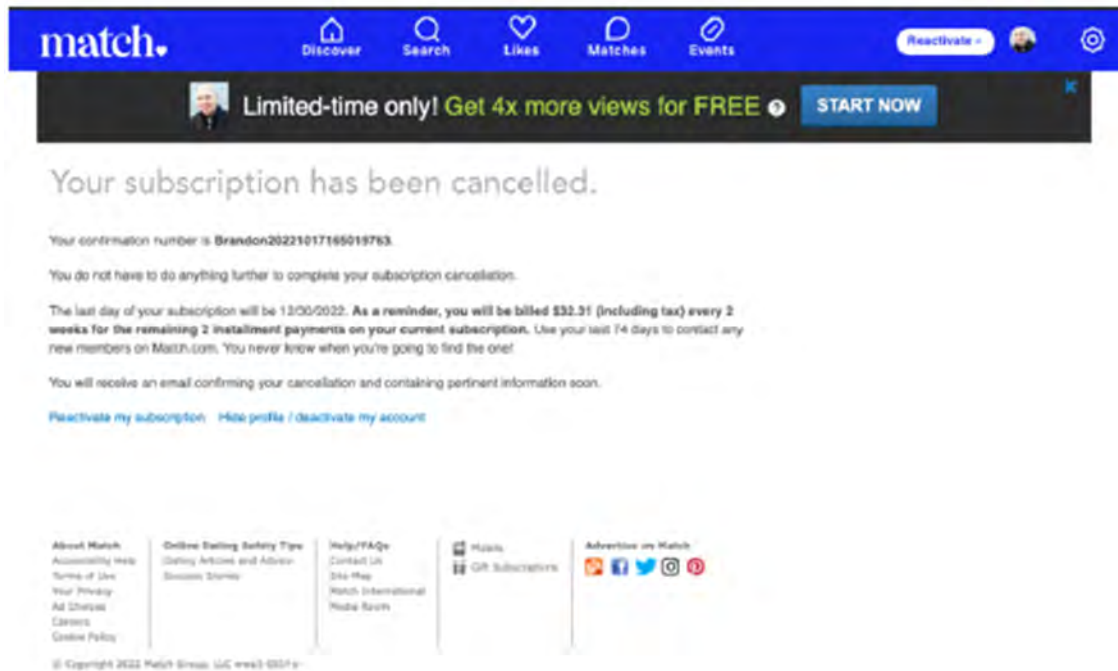 match
Discover
Search
Likes
Matches
Events
Reactivate
Limited-time only! Get 4x more views for FREE ?
START NOW
Your subscription has been cancelled.
Your confirmation number is Brandon20221017165019763.
You do not have to do anything further to complete your subscription cancellation.
The last day of your subscription will be 12/30/2022. As a reminder, you will be billed $32.31 (including tax) every 2
weeks for the remaining 2 installment payments on your current subscription. Use your last 74 days to contact any
new members on Match.com. You never know when you're going to find the one!
You will receive an email confirming your cancellation and containing pertinent information soon.
Reactivate my subscription Hide profile / deactivate my account
About Match
Accessibility Help
Terms of Use
Your Privacy
Ad Choices
Careers
Cookie Policy
Online Dating Safety Tips
Dating Articles and Advice
Success Stories
Help/FAQs
Contact Us
Site Map
Match International
Media Room
Mobile
Gift Subscriptions
Advertise on Match
© Copyright 2022 Match Group, LLC